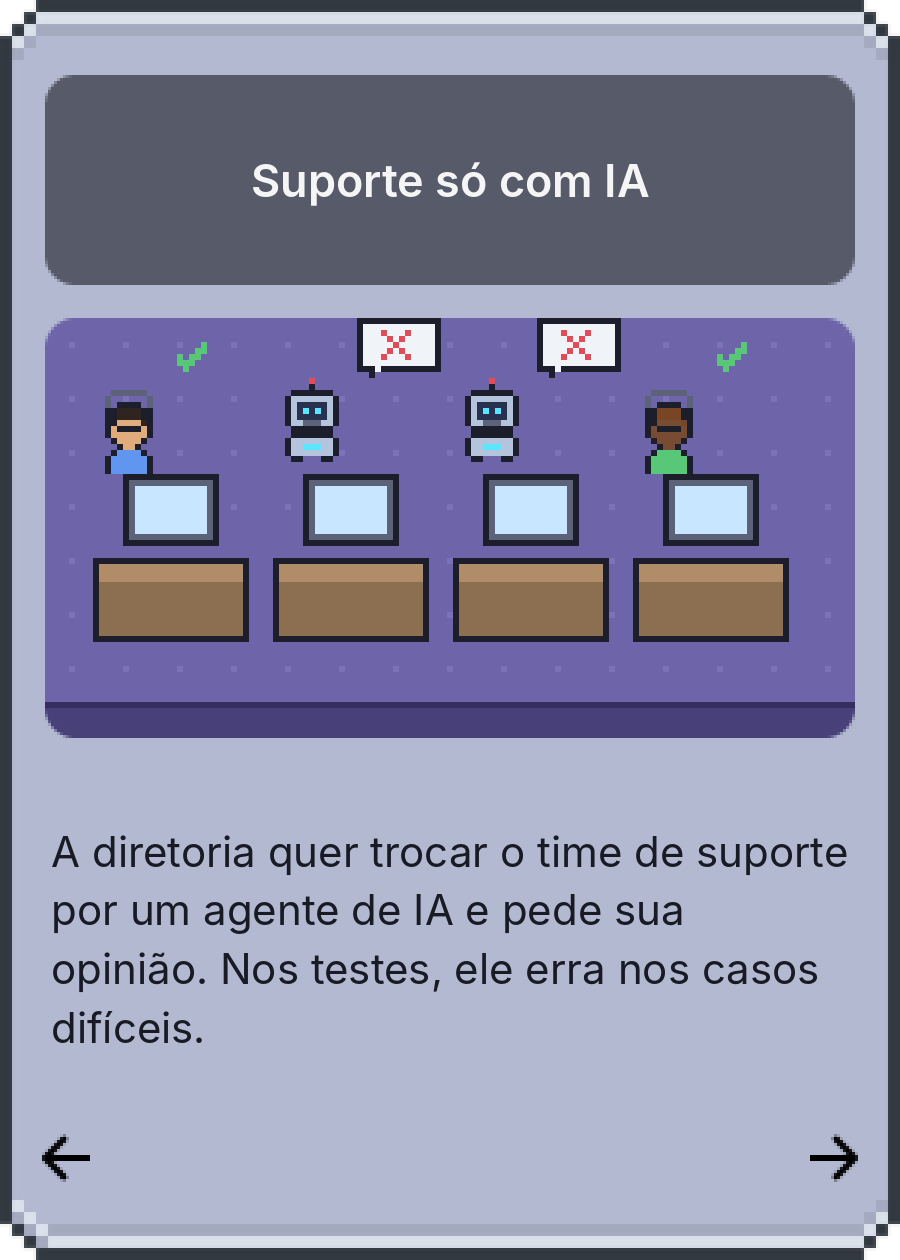 Suporte só com IA
A diretoria quer trocar o time de suporte
por um agente de IA e pede sua
opinião. Nos testes, ele erra nos casos
difíceis.